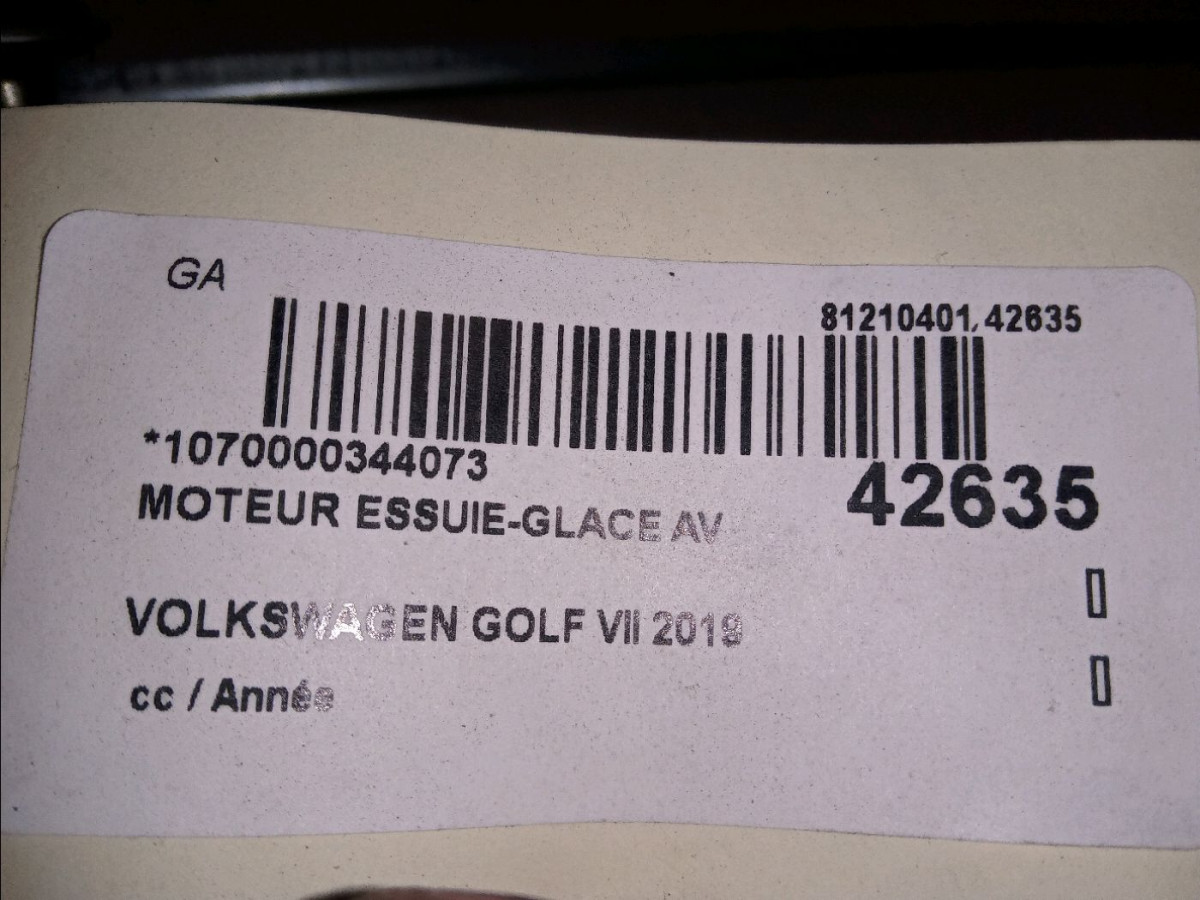 GA
81210401.42635
*1070000344073
42635
MOTEUR ESSUIE-GLACE AV
VOLKSWAGEN GOLF VII 2019
cc / Année